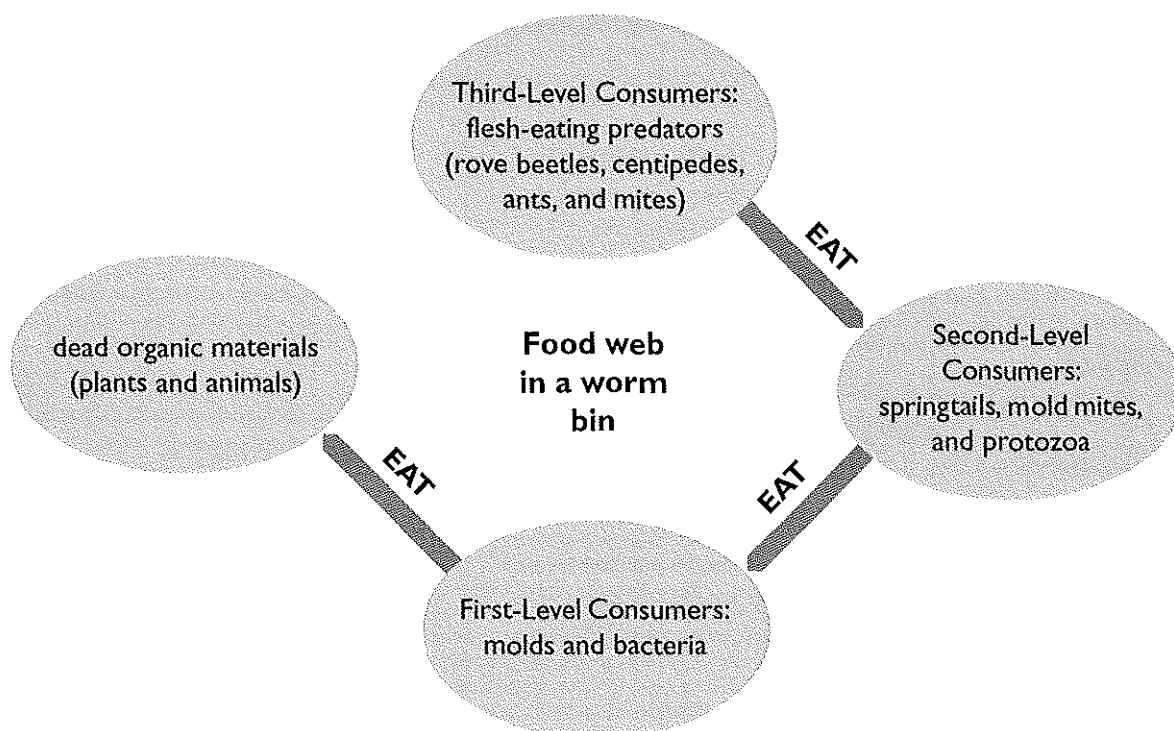 Third-Level Consumers:
flesh-eating predators
(rove beetles, centipedes,
ants, and mites)
EAT
dead organic materials
(plants and animals)
Food web
in a worm
bin
Second-Level
Consumers:
springtails, mold mites,
and protozoa
EAT
EAT
First-Level Consumers:
molds and bacteria